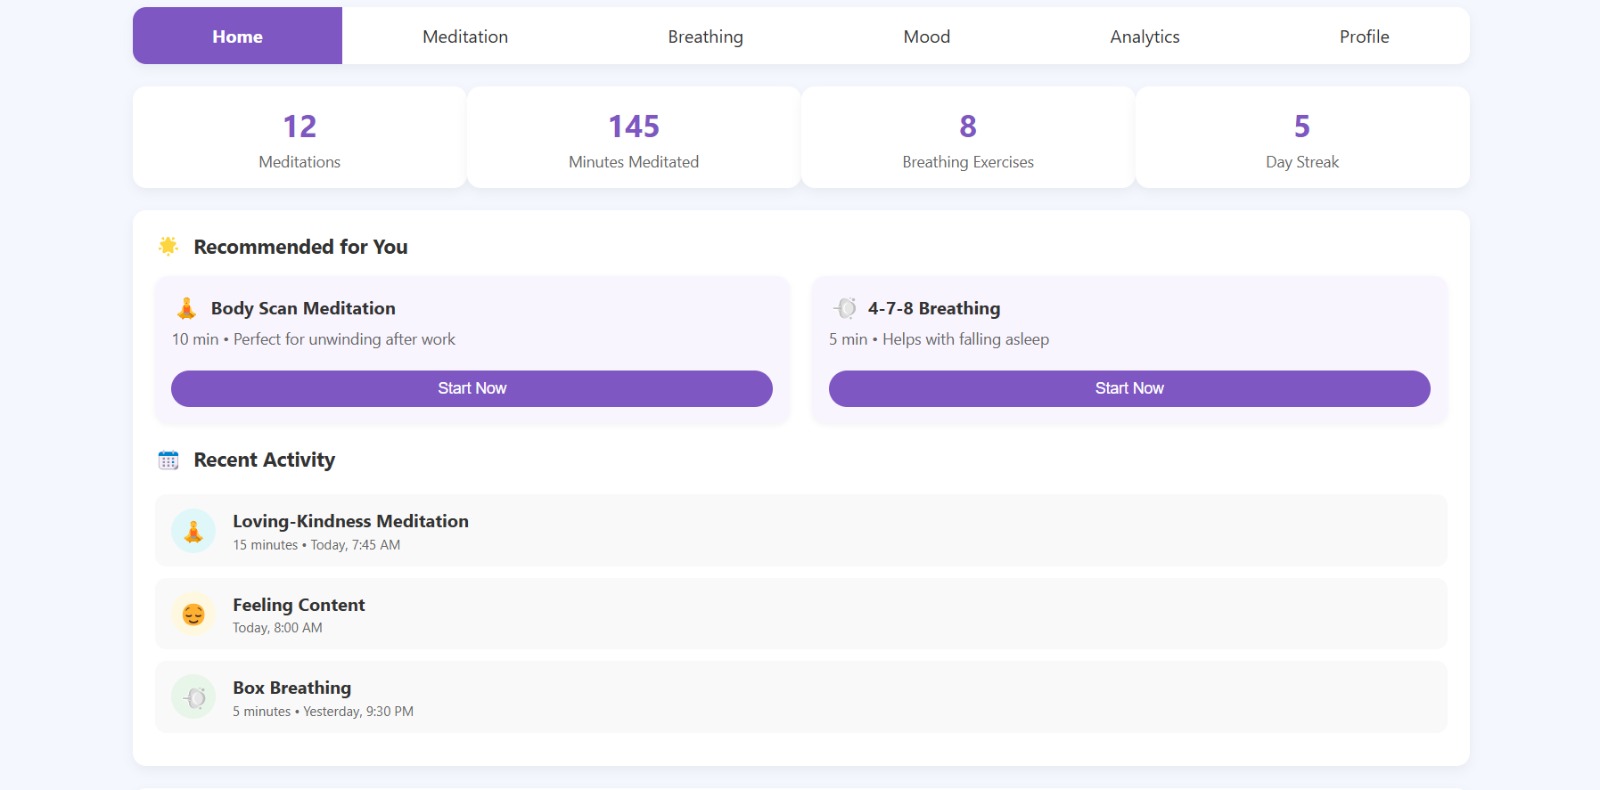 Home
Meditation
Breathing
Mood
Analytics
Profile
12
Meditations
145
Minutes Meditated
8
Breathing Exercises
5
Day Streak
Recommended for You
Body Scan Meditation
10 min • Perfect for unwinding after work
Start Now
4-7-8 Breathing
5 min • Helps with falling asleep
Start Now
Recent Activity
Loving-Kindness Meditation
15 minutes • Today, 7:45 AM
Feeling Content
Today, 8:00 AM
Box Breathing
5 minutes • Yesterday, 9:30 PM